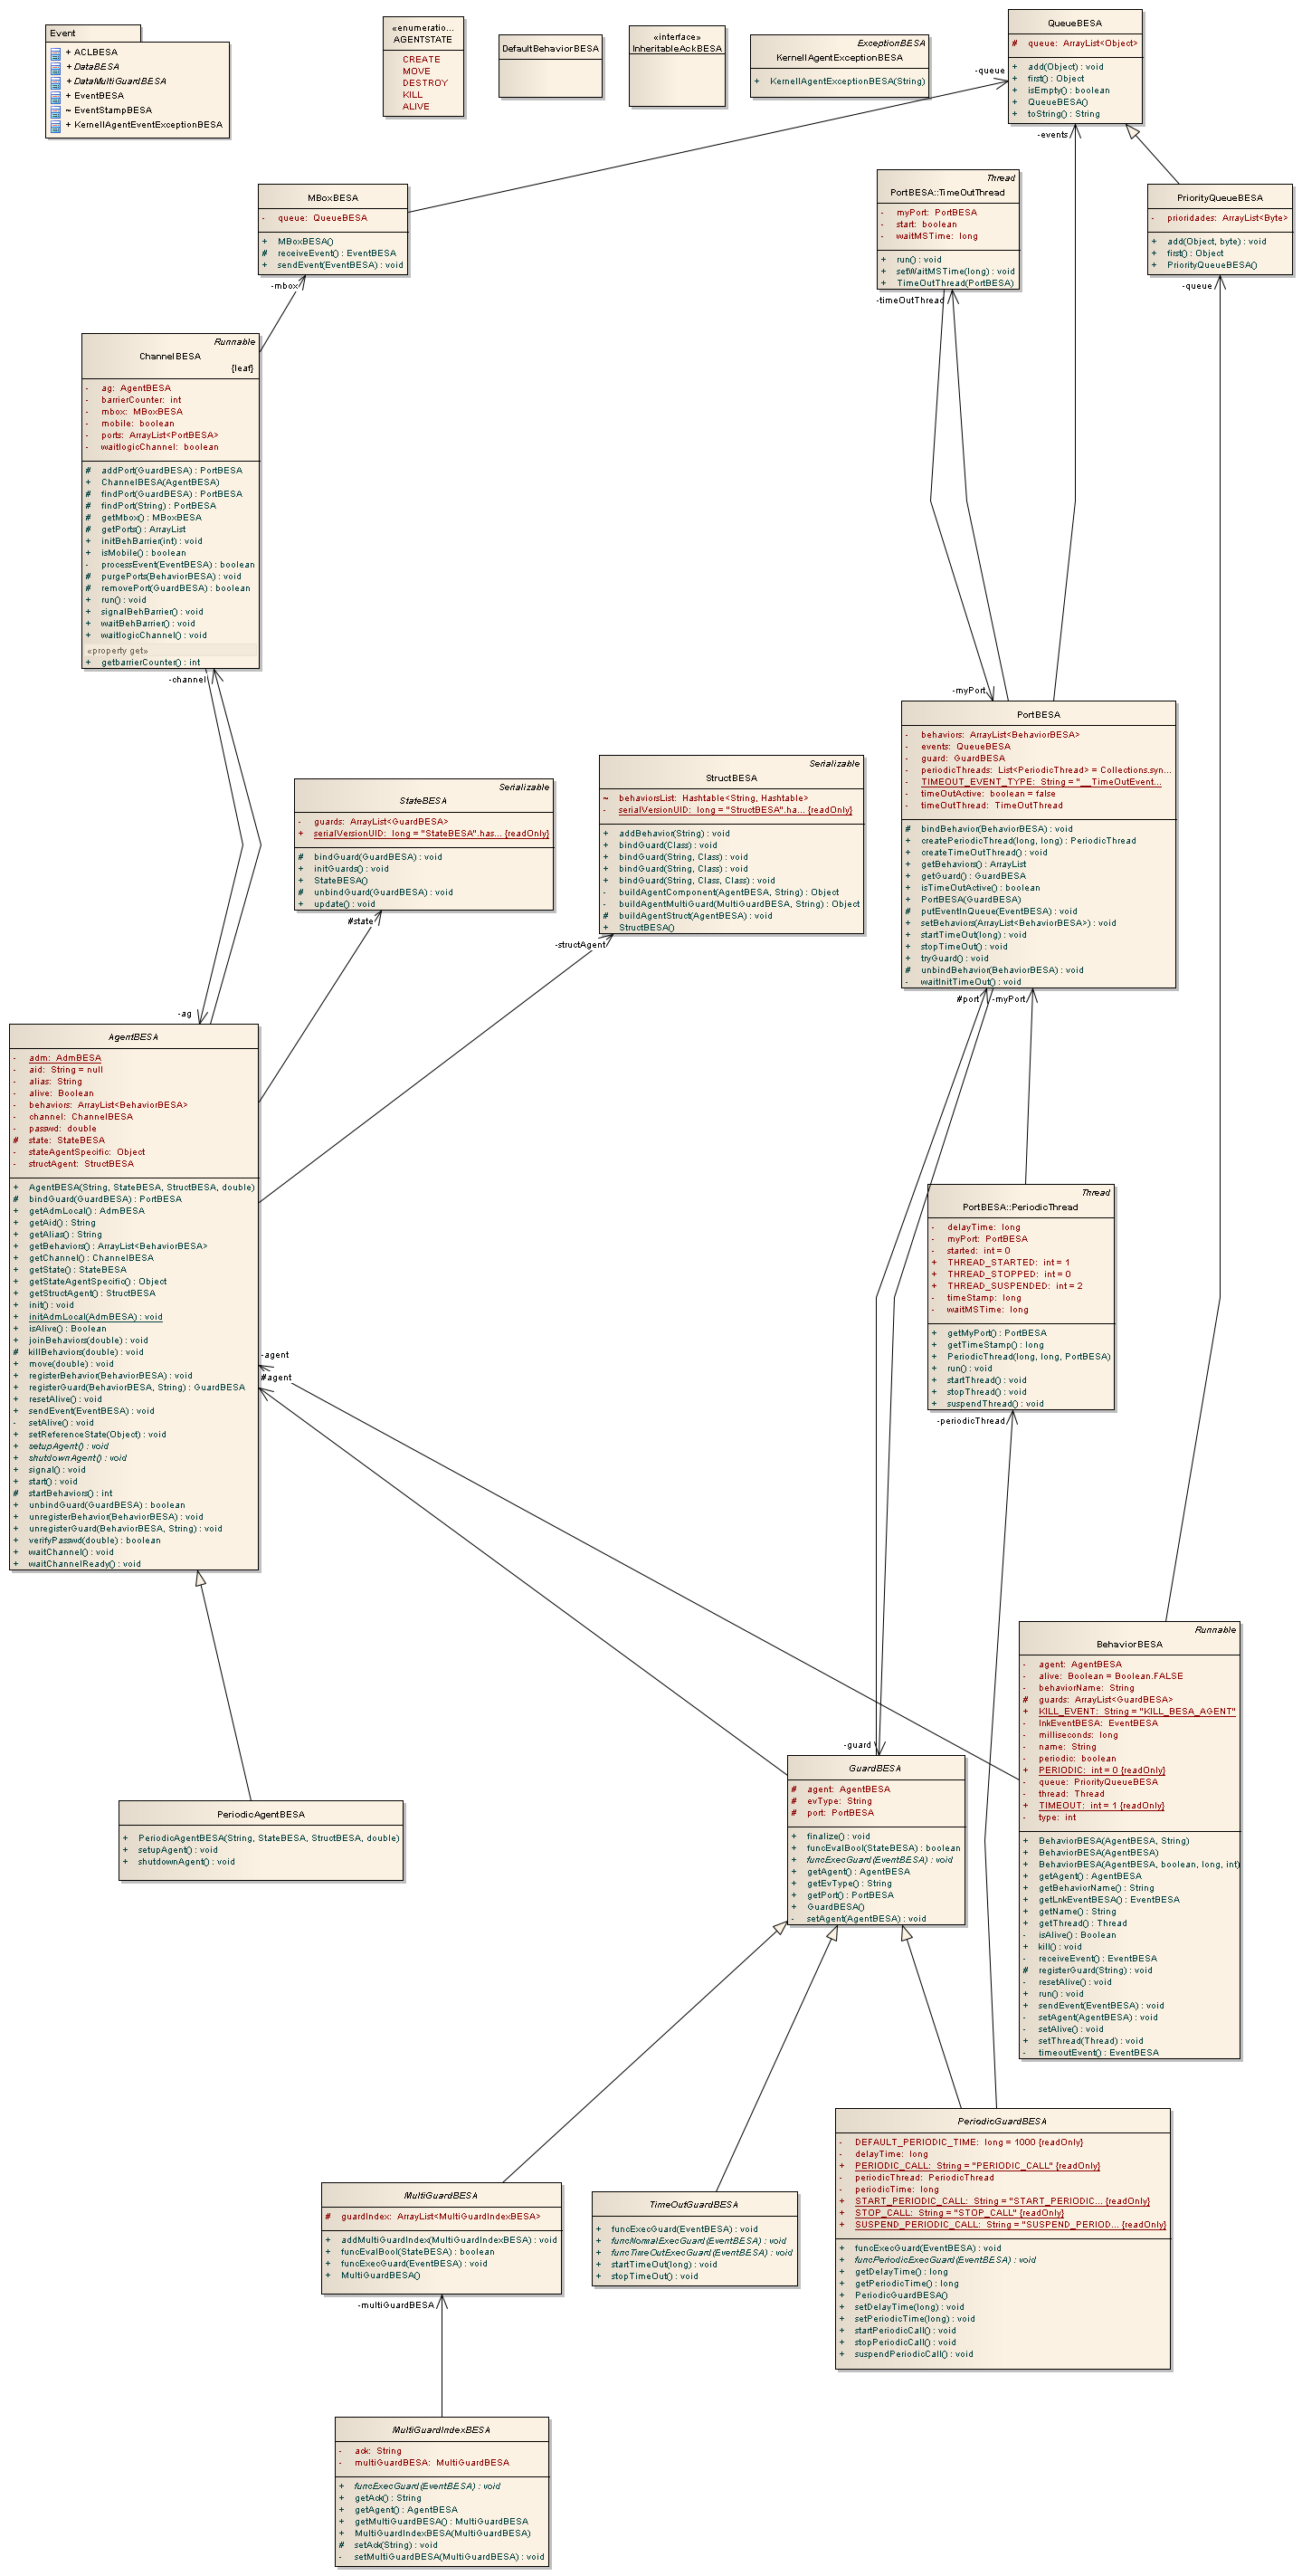 Event
+ ACLBESA
+ DataBESA
+ DataMultiGuardBESA
+ EventBESA
~ EventStampBESA
+ KernellAgentEventExceptionBESA
«enumeratio...
AGENTSTATE
CREATE
MOVE
DESTROY
KILL
ALIVE
DefaultBehaviorBESA
«interface»
InheritableAckBESA
ExceptionBESA
KernellAgentExceptionBESA
+ KernellAgentExceptionBESA(String)
QueueBESA
# queue: ArrayList<Object>
+ add(Object) : void
+ first() : Object
+ isEmpty() : boolean
+ QueueBESA()
+ toString() : String
-queue
-events
MBoxBESA
- queue: QueueBESA
+ MBoxBESA()
# receiveEvent() : EventBESA
+ sendEvent(EventBESA) : void
-mbox
Thread
PortBESA::TimeOutThread
- myPort: PortBESA
- start: boolean
- waitMSTime: long
+ run() : void
+ setWaitMSTime(long) : void
+ TimeOutThread(PortBESA)
-timeOutThread
PriorityQueueBESA
- prioridades: ArrayList<Byte>
+ add(Object, byte) : void
+ first() : Object
+ PriorityQueueBESA()
-queue
Runnable
ChannelBESA
{leaf}
- ag: AgentBESA
- barrierCounter: int
- mbox: MBoxBESA
- mobile: boolean
- ports: ArrayList<PortBESA>
- waitlogicChannel: boolean
# addPort(GuardBESA) : PortBESA
+ ChannelBESA(AgentBESA)
# findPort(GuardBESA) : PortBESA
# findPort(String) : PortBESA
# getMbox() : MBoxBESA
# getPorts() : ArrayList
+ initBehBarrier(int) : void
+ isMobile() : boolean
- processEvent(EventBESA) : boolean
# purgePorts(BehaviorBESA) : void
# removePort(GuardBESA) : boolean
+ run() : void
+ signalBehBarrier() : void
+ waitBehBarrier() : void
+ waitlogicChannel() : void
«property get»
+ getbarrierCounter() : int
-channel
Serializable
StateBESA
- guards: ArrayList<GuardBESA>
+ serialVersionUID: long = "StateBESA".has... {readOnly}
# bindGuard(GuardBESA) : void
+ initGuards() : void
+ StateBESA()
# unbindGuard(GuardBESA) : void
+ update() : void
#state
Serializable
StructBESA
~ behaviorsList: Hashtable<String, Hashtable>
- serialVersionUID: long = "StructBESA".ha... {readOnly}
+ addBehavior(String) : void
+ bindGuard(Class) : void
+ bindGuard(String, Class) : void
+ bindGuard(String, Class) : void
+ bindGuard(String, Class, Class) : void
- buildAgentComponent(AgentBESA, String) : Object
- buildAgentMultiGuard(MultiGuardBESA, String) : Object
# buildAgentStruct(AgentBESA) : void
+ StructBESA()
-structAgent
-myPort
PortBESA
- behaviors: ArrayList<BehaviorBESA>
- events: QueueBESA
- guard: GuardBESA
- periodicThreads: List<PeriodicThread> = Collections.syn...
- TIMEOUT_EVENT_TYPE: String = "__TimeOutEvent...
- timeOutActive: boolean = false
- timeOutThread: TimeOutThread
# bindBehavior(BehaviorBESA) : void
+ createPeriodicThread(long, long) : PeriodicThread
+ createTimeOutThread() : void
+ getBehaviors() : ArrayList
+ getGuard() : GuardBESA
+ isTimeOutActive() : boolean
+ PortBESA(GuardBESA)
# putEventInQueue(EventBESA) : void
+ setBehaviors(ArrayList<BehaviorBESA>) : void
+ startTimeOut(long) : void
+ stopTimeOut() : void
+ tryGuard() : void
# unbindBehavior(BehaviorBESA) : void
- waitInitTimeOut() : void
#port
-myPort
-ag
AgentBESA
- adm: AdmBESA
- aid: String = null
- alias: String
- alive: Boolean
- behaviors: ArrayList<BehaviorBESA>
- channel: ChannelBESA
- passwd: double
# state: StateBESA
- stateAgentSpecific: Object
- structAgent: StructBESA
+ AgentBESA(String, StateBESA, StructBESA, double)
# bindGuard(GuardBESA) : PortBESA
+ getAdmLocal() : AdmBESA
+ getAid() : String
+ getAlias() : String
+ getBehaviors() : ArrayList<BehaviorBESA>
+ getChannel() : ChannelBESA
+ getState() : StateBESA
+ getStateAgentSpecific() : Object
+ getStructAgent() : StructBESA
+ init() : void
+ initAdmLocal(AdmBESA) : void
+ isAlive() : Boolean
+ joinBehaviors(double) : void
# killBehaviors(double) : void
+ move(double) : void
+ registerBehavior(BehaviorBESA) : void
+ registerGuard(BehaviorBESA, String) : GuardBESA
+ resetAlive() : void
+ sendEvent(EventBESA) : void
- setAlive() : void
+ setReferenceState(Object) : void
+ setupAgent() : void
+ shutdownAgent() : void
+ signal() : void
+ start() : void
# startBehaviors() : int
+ unbindGuard(GuardBESA) : boolean
+ unregisterBehavior(BehaviorBESA) : void
+ unregisterGuard(BehaviorBESA, String) : void
+ verifyPasswd(double) : boolean
+ waitChannel() : void
+ waitChannelReady() : void
-agent
#agent
Thread
PortBESA::PeriodicThread
- delayTime: long
- myPort: PortBESA
- started: int = 0
+ THREAD_STARTED: int = 1
+ THREAD_STOPPED: int = 0
+ THREAD_SUSPENDED: int = 2
- timeStamp: long
- waitMSTime: long
+ getMyPort() : PortBESA
+ getTimeStamp() : long
+ PeriodicThread(long, long, PortBESA)
+ run() : void
+ startThread() : void
+ stopThread() : void
+ suspendThread() : void
-periodicThread
Runnable
BehaviorBESA
- agent: AgentBESA
- alive: Boolean = Boolean.FALSE
- behaviorName: String
# guards: ArrayList<GuardBESA>
+ KILL_EVENT: String = "KILL_BESA_AGENT"
- lnkEventBESA: EventBESA
- milliseconds: long
- name: String
- periodic: boolean
+ PERIODIC: int = 0 {readOnly}
- queue: PriorityQueueBESA
- thread: Thread
+ TIMEOUT: int = 1 {readOnly}
- type: int
+ BehaviorBESA(AgentBESA, String)
+ BehaviorBESA(AgentBESA)
+ BehaviorBESA(AgentBESA, boolean, long, int)
+ getAgent() : AgentBESA
+ getBehaviorName() : String
+ getLnkEventBESA() : EventBESA
+ getName() : String
+ getThread() : Thread
- isAlive() : Boolean
+ kill() : void
- receiveEvent() : EventBESA
# registerGuard(String) : void
- resetAlive() : void
+ run() : void
+ sendEvent(EventBESA) : void
- setAgent(AgentBESA) : void
- setAlive() : void
+ setThread(Thread) : void
- timeoutEvent() : EventBESA
-guard
GuardBESA
# agent: AgentBESA
# evType: String
# port: PortBESA
+ finalize() : void
+ funcEvalBool(StateBESA) : boolean
+ funcExecGuard(EventBESA) : void
+ getAgent() : AgentBESA
+ getEvType() : String
+ getPort() : PortBESA
+ GuardBESA()
- setAgent(AgentBESA) : void
PeriodicAgentBESA
+ PeriodicAgentBESA(String, StateBESA, StructBESA, double)
+ setupAgent() : void
+ shutdownAgent() : void
PeriodicGuardBESA
- DEFAULT_PERIODIC_TIME: long = 1000 {readOnly}
- delayTime: long
+ PERIODIC_CALL: String = "PERIODIC_CALL" {readOnly}
- periodicThread: PeriodicThread
- periodicTime: long
+ START_PERIODIC_CALL: String = "START_PERIODIC... {readOnly}
+ STOP_CALL: String = "STOP_CALL" {readOnly}
+ SUSPEND_PERIODIC_CALL: String = "SUSPEND_PERIOD... {readOnly}
+ funcExecGuard(EventBESA) : void
+ funcPeriodicExecGuard(EventBESA) : void
+ getDelayTime() : long
+ getPeriodicTime() : long
+ PeriodicGuardBESA()
+ setDelayTime(long) : void
+ setPeriodicTime(long) : void
+ startPeriodicCall() : void
+ stopPeriodicCall() : void
+ suspendPeriodicCall() : void
MultiGuardBESA
# guardIndex: ArrayList<MultiGuardIndexBESA>
+ addMultiGuardIndex(MultiGuardIndexBESA) : void
+ funcEvalBool(StateBESA) : boolean
+ funcExecGuard(EventBESA) : void
+ MultiGuardBESA()
-multiGuardBESA
TimeOutGuardBESA
+ funcExecGuard(EventBESA) : void
+ funcNormalExecGuard(EventBESA) : void
+ funcTimeOutExecGuard(EventBESA) : void
+ startTimeOut(long) : void
+ stopTimeOut() : void
MultiGuardIndexBESA
- ack: String
- multiGuardBESA: MultiGuardBESA
+ funcExecGuard(EventBESA) : void
+ getAck() : String
+ getAgent() : AgentBESA
+ getMultiGuardBESA() : MultiGuardBESA
+ MultiGuardIndexBESA(MultiGuardBESA)
# setAck(String) : void
- setMultiGuardBESA(MultiGuardBESA) : void